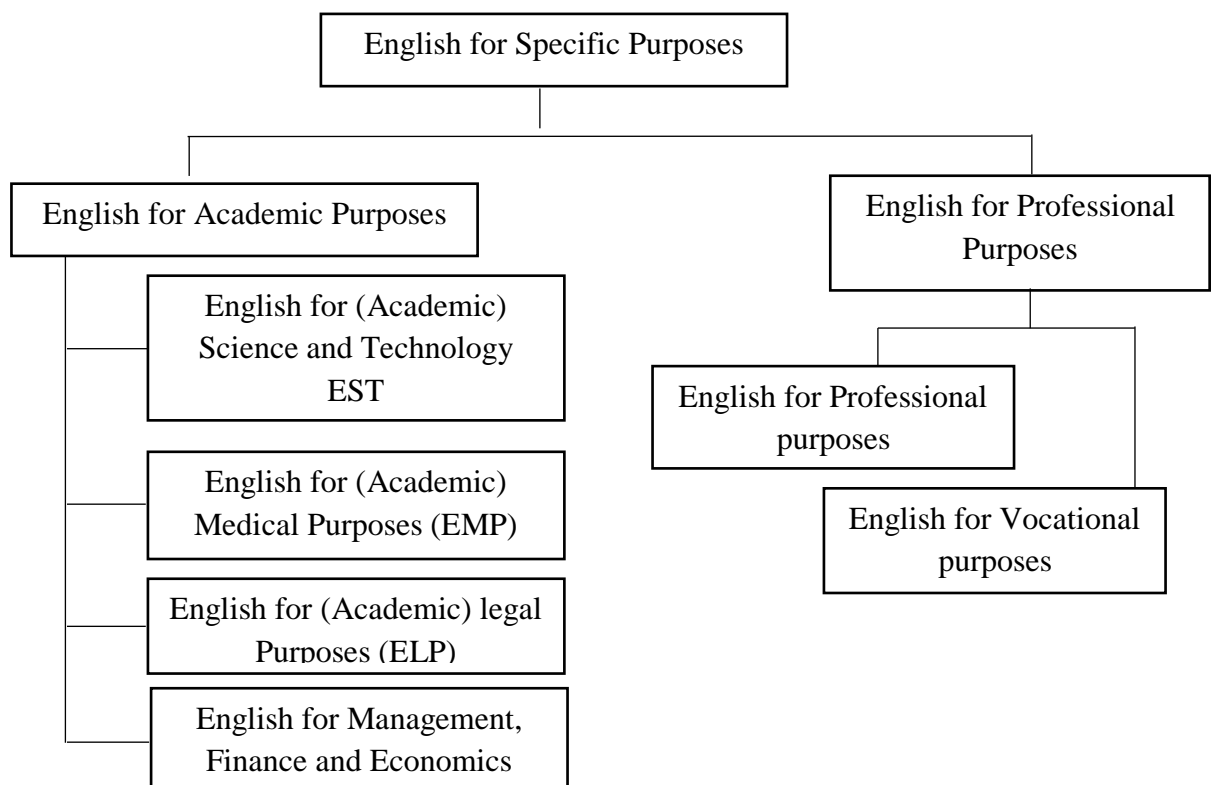 English for Specific Purposes
English for Academic Purposes
English for (Academic)
Science and Technology
EST
English for (Academic)
Medical Purposes (EMP)
English for (Academic) legal
Purposes (ELP)
English for Management,
Finance and Economics
English for Professional
Purposes
English for Professional
purposes
English for Vocational
purposes